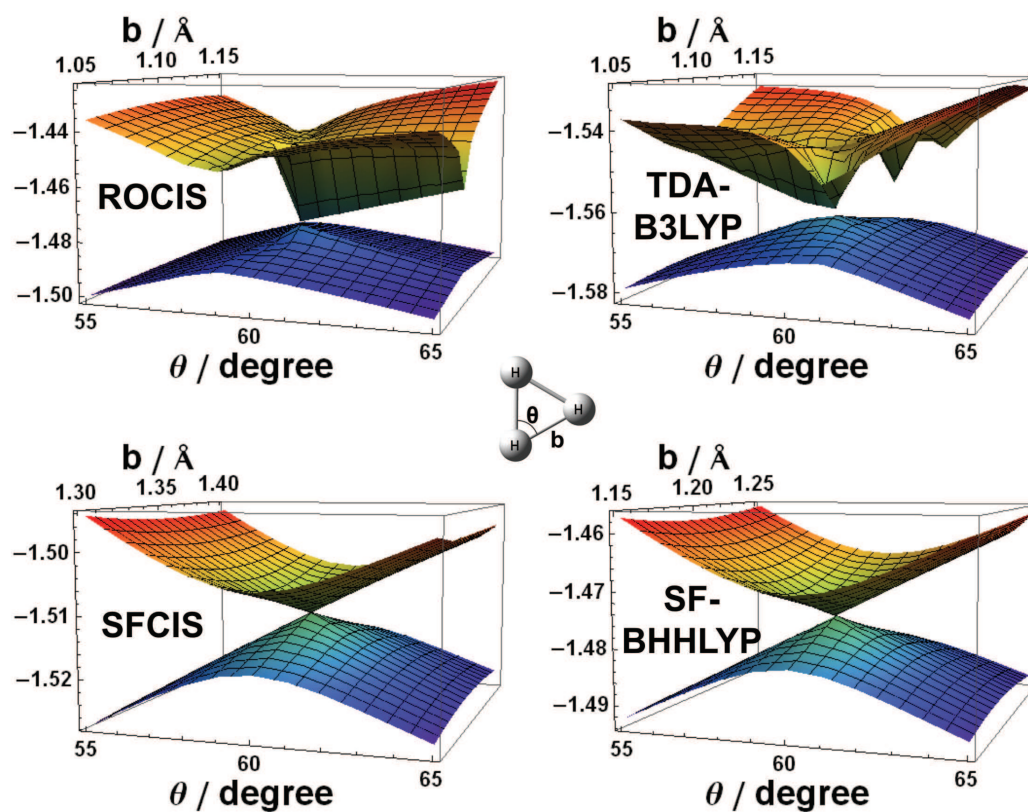 b / Å
1.05 1.10 1.15
−1.44
−1.46
−1.48
−1.50
ROCIS
55 60 65
θ / degree
b / Å
1.05 1.10 1.15
−1.54
−1.56
−1.58
TDA-
B3LYP
55 60 65
θ / degree
H
H
H
θ
b
b / Å
1.30 1.35 1.40
−1.50
−1.51
−1.52
SFCIS
55 60 65
θ / degree
b / Å
1.15 1.20 1.25
−1.46
−1.47
−1.48
−1.49
SF-
BHHLYP
55 60 65
θ / degree